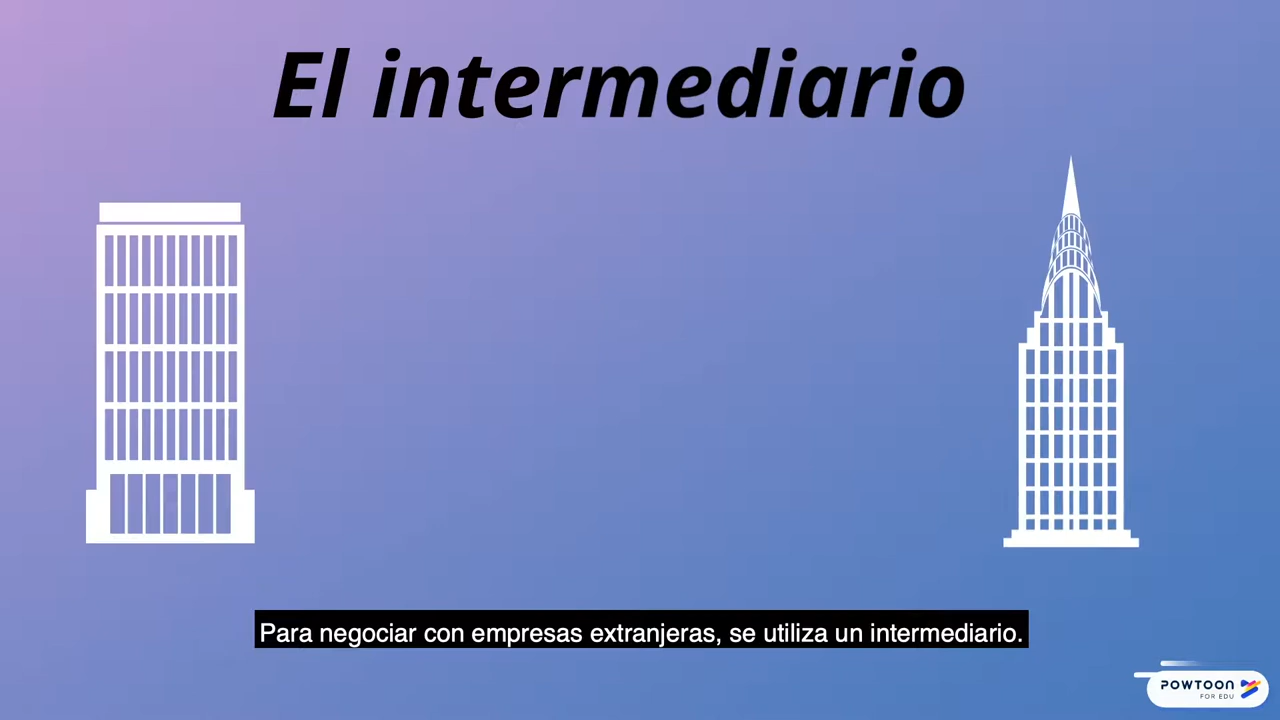 El intermediario
Para negociar con empresas extranjeras, se utiliza un intermediario.
POWTOON
FOR EDU